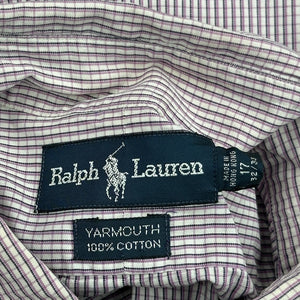 Ralph Lauren
MADE IN
HONG KONG
17
32/33
YARMOUTH
100% COTTON